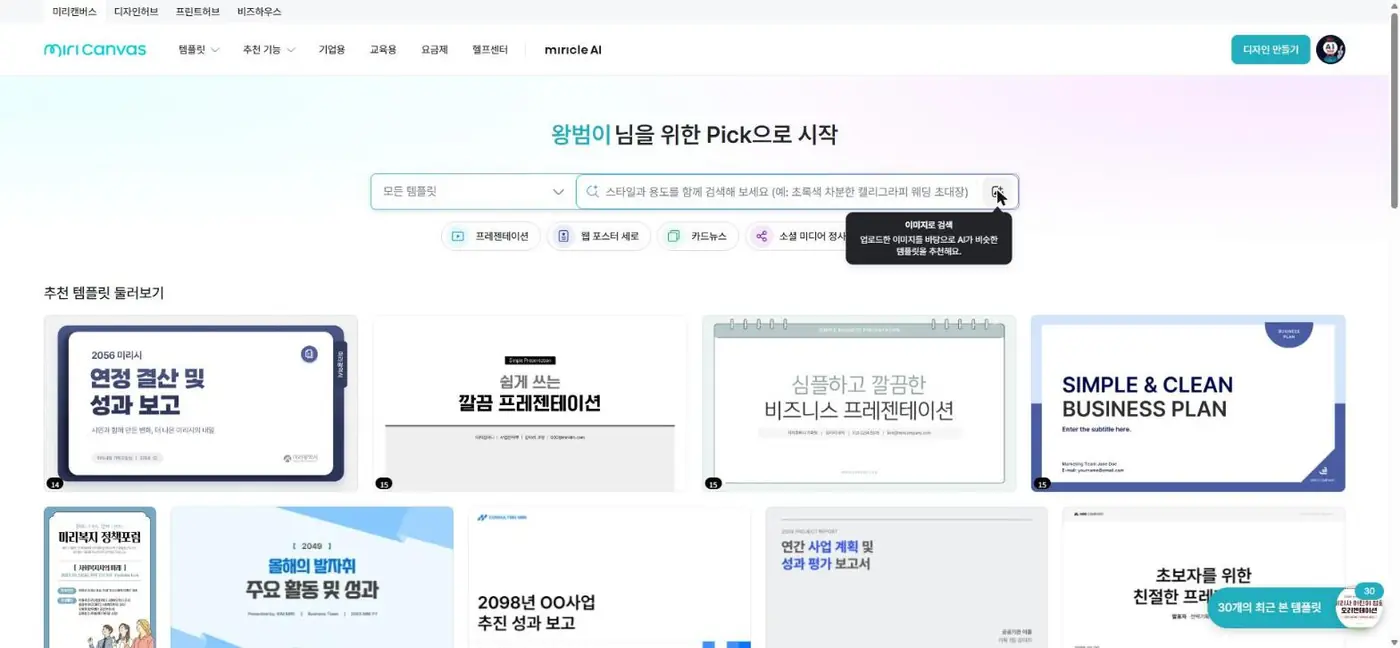 미리캔버스 디자인허브 프린트허브 비즈하우스
miri canvas 템플릿 추천 기능 기업용 교육용 요금제 헬프센터 miricle AI 디자인 만들기
왕범이 님을 위한 Pick으로 시작
모든 템플릿 스타일과 용도를 함께 검색해 보세요 (예: 초록색 차분한 캘리그라피 웨딩 초대장)
프레젠테이션 웹 포스터 세로 카드뉴스 소셜 미디어 정사
이미지로 검색
업로드한 이미지를 바탕으로 AI가 비슷한
템플릿을 추천해요.
추천 템플릿 둘러보기
2056 미리시
연정 결산 및
성과 보고
14
Simple Presentation
쉽게 쓰는
깔끔 프레젠테이션
15
SIMPLE BUSINESS PRESENTATION
심플하고 깔끔한
비즈니스 프레젠테이션
15
BUSINESS
PLAN
SIMPLE & CLEAN
BUSINESS PLAN
Enter the subtitle here.
Marketing Team Jane Doe
E-mail: yourname@email.com
15
미리복지 정책포럼
[ 2049 ]
올해의 발자취
주요 활동 및 성과
2098년 OO사업
추진 성과 보고
연간 사업 계획 및
성과 평가 보고서
초보자를 위한
친절한 프레
30개의 최근 본 템플릿
30